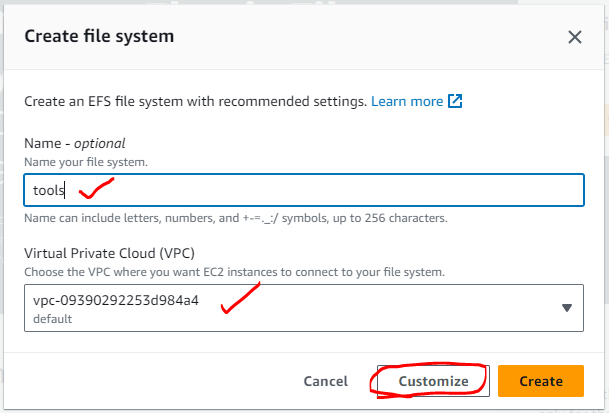 Create file system
Create an EFS file system with recommended settings. Learn more
Name - optional
Name your file system.
tools
Name can include letters, numbers, and +-=._:/ symbols, up to 256 characters.
Virtual Private Cloud (VPC)
Choose the VPC where you want EC2 instances to connect to your file system.
vpc-09390292253d984a4
default
Cancel Customize Create